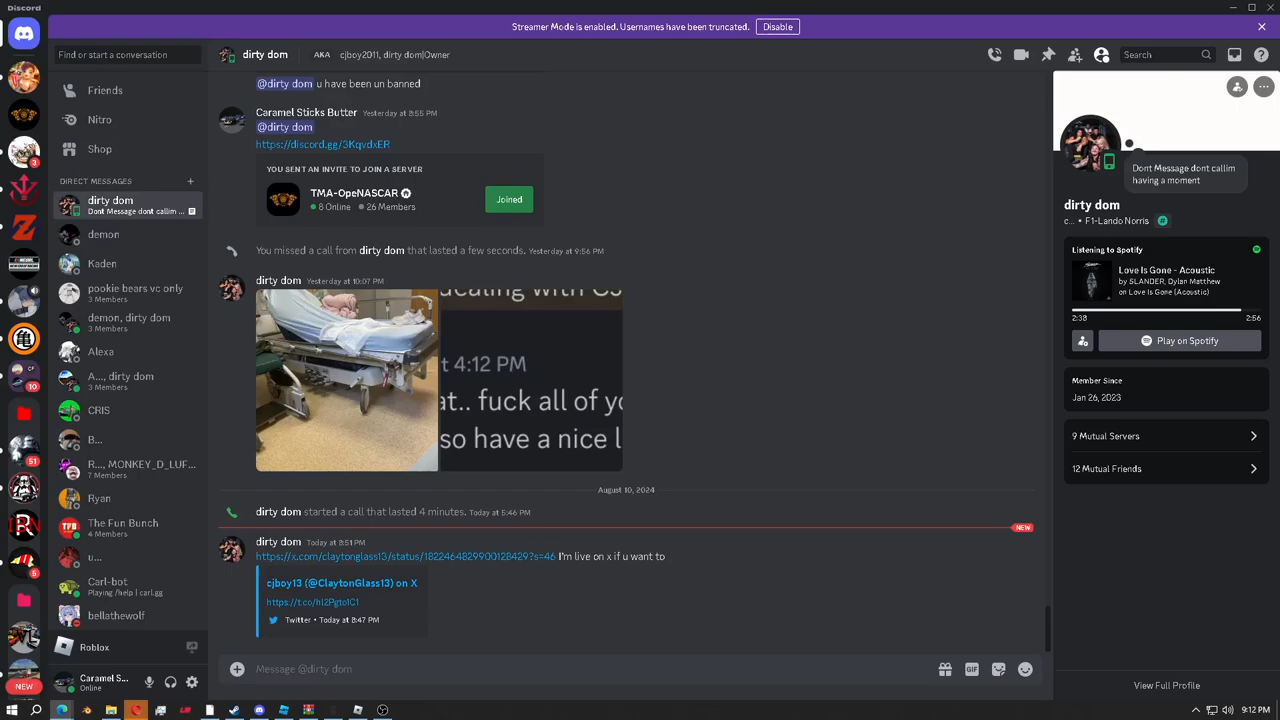 Discord
Streamer Mode is enabled. Usernames have been truncated.
Disable
Find or start a conversation
dirty dom
AKA
cjboy2011, dirty dom|Owner
Search
Friends
Nitro
Shop
DIRECT MESSAGES
dirty dom
Dont Message dont callim ...
demon
Kaden
pookie bears vc only
3 Members
demon, dirty dom
3 Members
Alexa
A..., dirty dom
3 Members
CRIS
B...
R..., MONKEY_D_LUF...
7 Members
Ryan
The Fun Bunch
4 Members
u...
Carl-bot
Playing /help | carl.gg
bellathewolf
Roblox
Caramel S...
Online
3
10
51
5
NEW
@dirty dom u have been un banned
Caramel Sticks Butter Yesterday at 8:55 PM
@dirty dom
https://discord.gg/3KqvdxER
YOU SENT AN INVITE TO JOIN A SERVER
TMA-OpeNASCAR
8 Online 26 Members
Joined
You missed a call from dirty dom that lasted a few seconds. Yesterday at 9:56 PM
dirty dom Yesterday at 10:07 PM
t 4:12 PM
at.. fuck all of yo
so have a nice l
August 10, 2024
dirty dom started a call that lasted 4 minutes. Today at 5:46 PM
NEW
dirty dom Today at 8:51 PM
https://x.com/claytonglass13/status/1822464829900128429?s=46 I'm live on x if u want to
cjboy13 (@ClaytonGlass13) on X
https://t.co/hl2Pgto1C1
Twitter • Today at 8:47 PM
Message @dirty dom
GIF
Dont Message dont callim
having a moment
dirty dom
c... • F1-Lando Norris
Listening to Spotify
Love Is Gone - Acoustic
by SLANDER, Dylan Matthew
on Love Is Gone (Acoustic)
2:38
2:56
Play on Spotify
Member Since
Jan 26, 2023
9 Mutual Servers
12 Mutual Friends
View Full Profile
9:12 PM